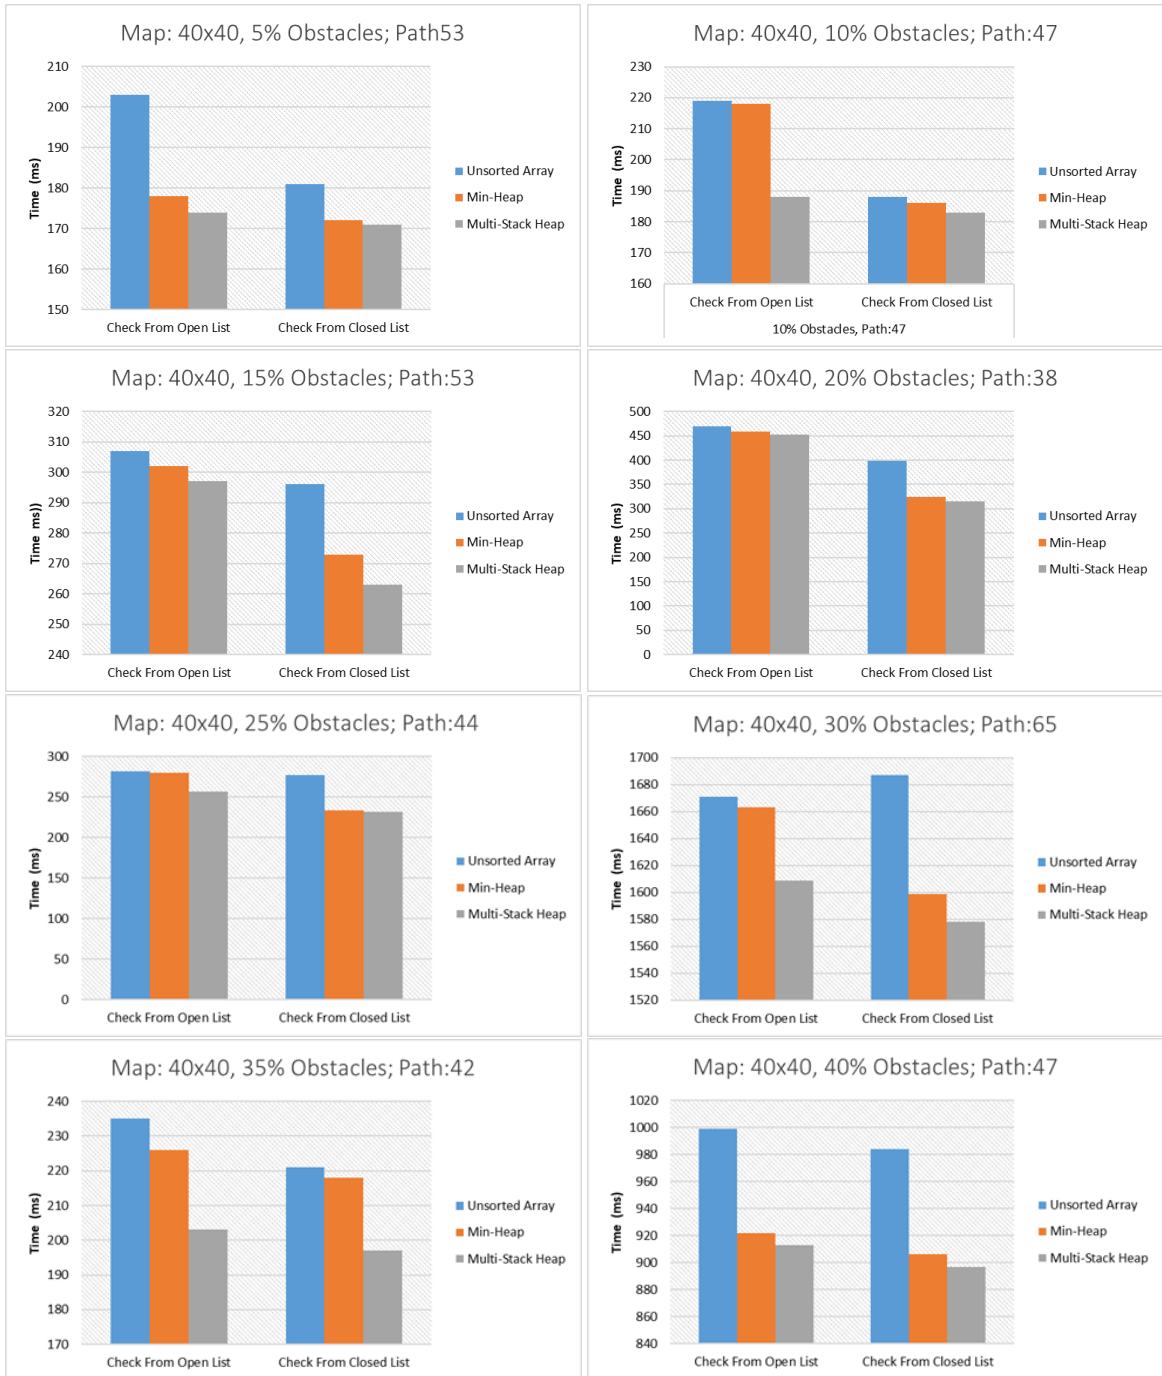 Map: 40x40, 5% Obstacles; Path53
210
200
190
180
170
160
150
Time (ms)
Check From Open List
Check From Closed List
Unsorted Array
Min-Heap
Multi-Stack Heap
Map: 40x40, 10% Obstacles; Path:47
230
220
210
200
190
180
170
160
Time (ms)
Check From Open List
Check From Closed List
10% Obstacles, Path:47
Unsorted Array
Min-Heap
Multi-Stack Heap
Map: 40x40, 15% Obstacles; Path:53
320
310
300
290
280
270
260
250
240
Time ms))
Check From Open List
Check From Closed List
Unsorted Array
Min-Heap
Multi-Stack Heap
Map: 40x40, 20% Obstacles; Path:38
500
450
400
350
300
250
200
150
100
50
0
Time (ms)
Check From Open List
Check From Closed List
Unsorted Array
Min-Heap
Multi-Stack Heap
Map: 40x40, 25% Obstacles; Path:44
300
250
200
150
100
50
0
Time (ms)
Check From Open List
Check From Closed List
Unsorted Array
Min-Heap
Multi-Stack Heap
Map: 40x40, 30% Obstacles; Path:65
1700
1680
1660
1640
1620
1600
1580
1560
1540
1520
Time (ms)
Check From Open List
Check From Closed List
Unsorted Array
Min-Heap
Multi-Stack Heap
Map: 40x40, 35% Obstacles; Path:42
240
230
220
210
200
190
180
170
Time (ms)
Check From Open List
Check From Closed List
Unsorted Array
Min-Heap
Multi-Stack Heap
Map: 40x40, 40% Obstacles; Path:47
1020
1000
980
960
940
920
900
880
860
840
Time (ms)
Check From Open List
Check From Closed List
Unsorted Array
Min-Heap
Multi-Stack Heap